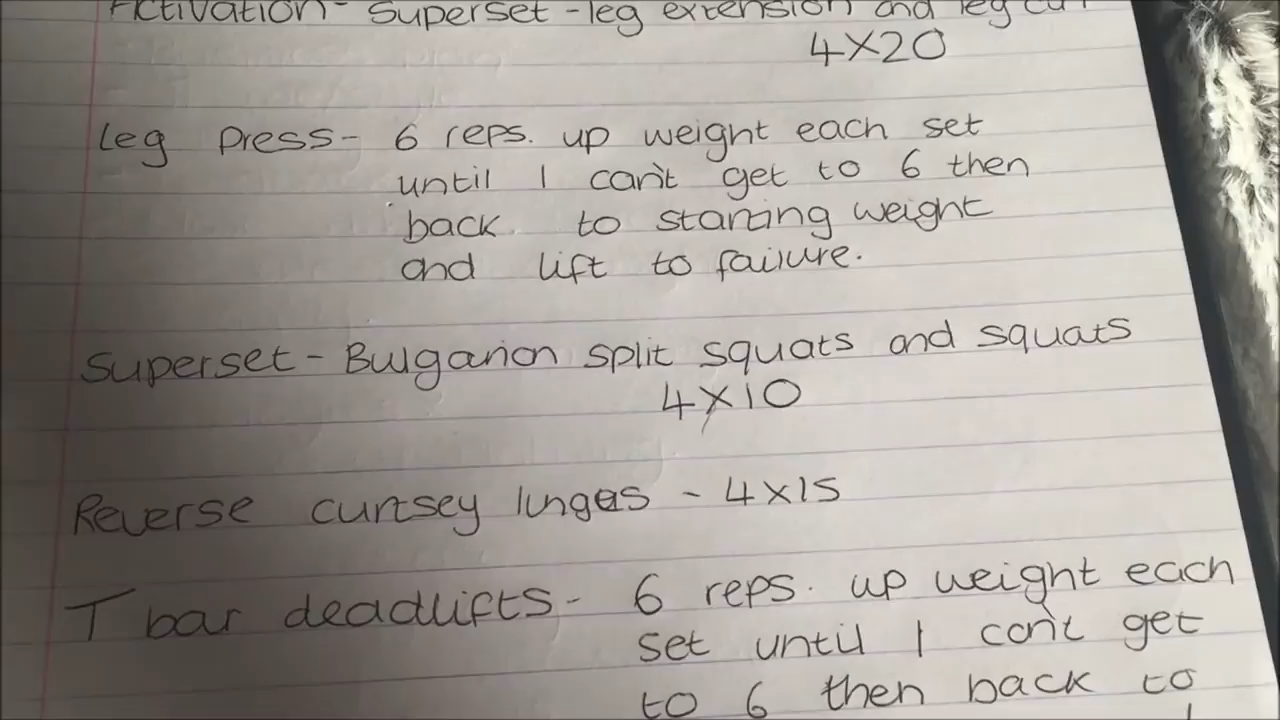 Activation- Superset - leg extension and leg curl
4X20
Leg Press- 6 reps. up weight each set
until I can't get to 6 then
back to starting weight
and lift to failure.
Superset - Bulgarian split squats and squats
4X10
Reverse curtsey lunges - 4X15
T bar deadlifts- 6 reps. up weight each
set until I can't get
to 6 then back to